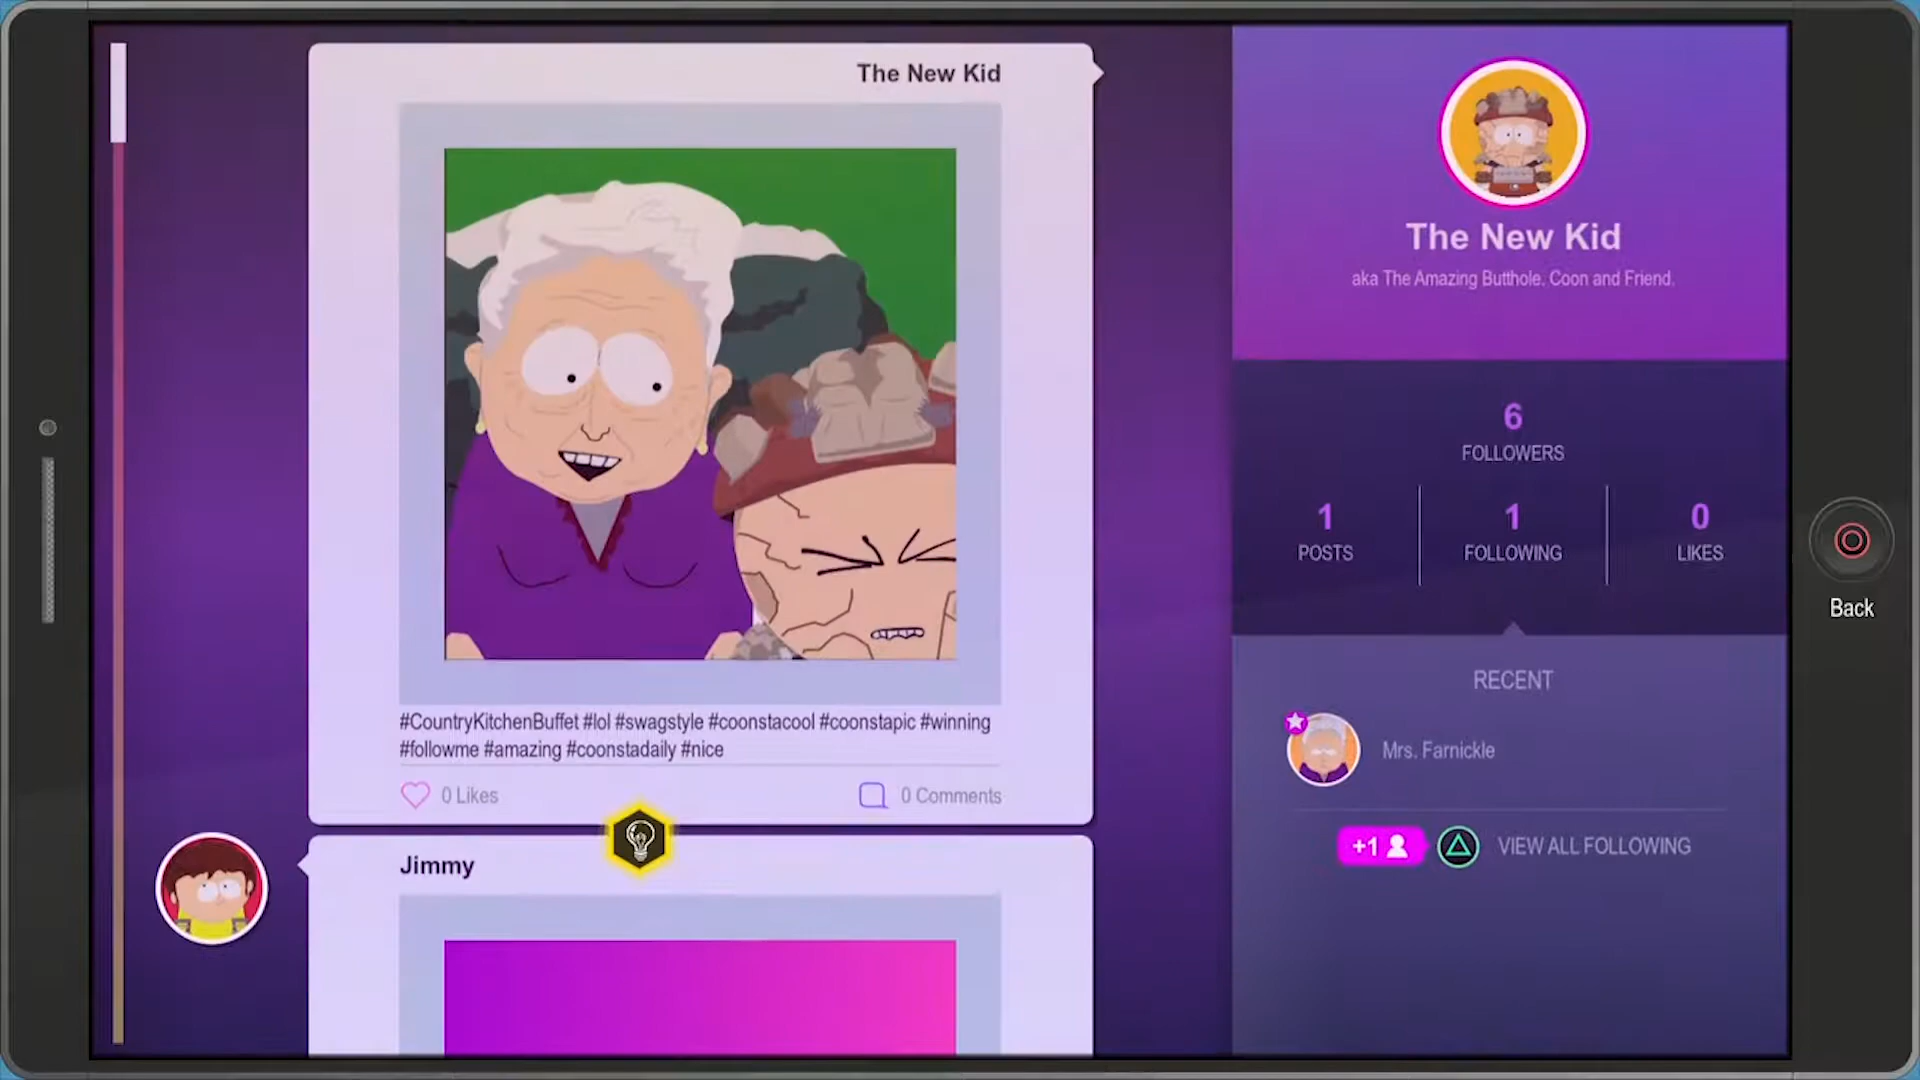 The New Kid
#CountryKitchenBuffet #lol #swagstyle #coonstacool #coonstapic #winning
#followme #amazing #coonstadaily #nice
0 Likes
0 Comments
Jimmy
The New Kid
aka The Amazing Butthole. Coon and Friend.
6
FOLLOWERS
1
POSTS
1
FOLLOWING
0
LIKES
RECENT
Mrs. Farnickle
+1
VIEW ALL FOLLOWING
Back